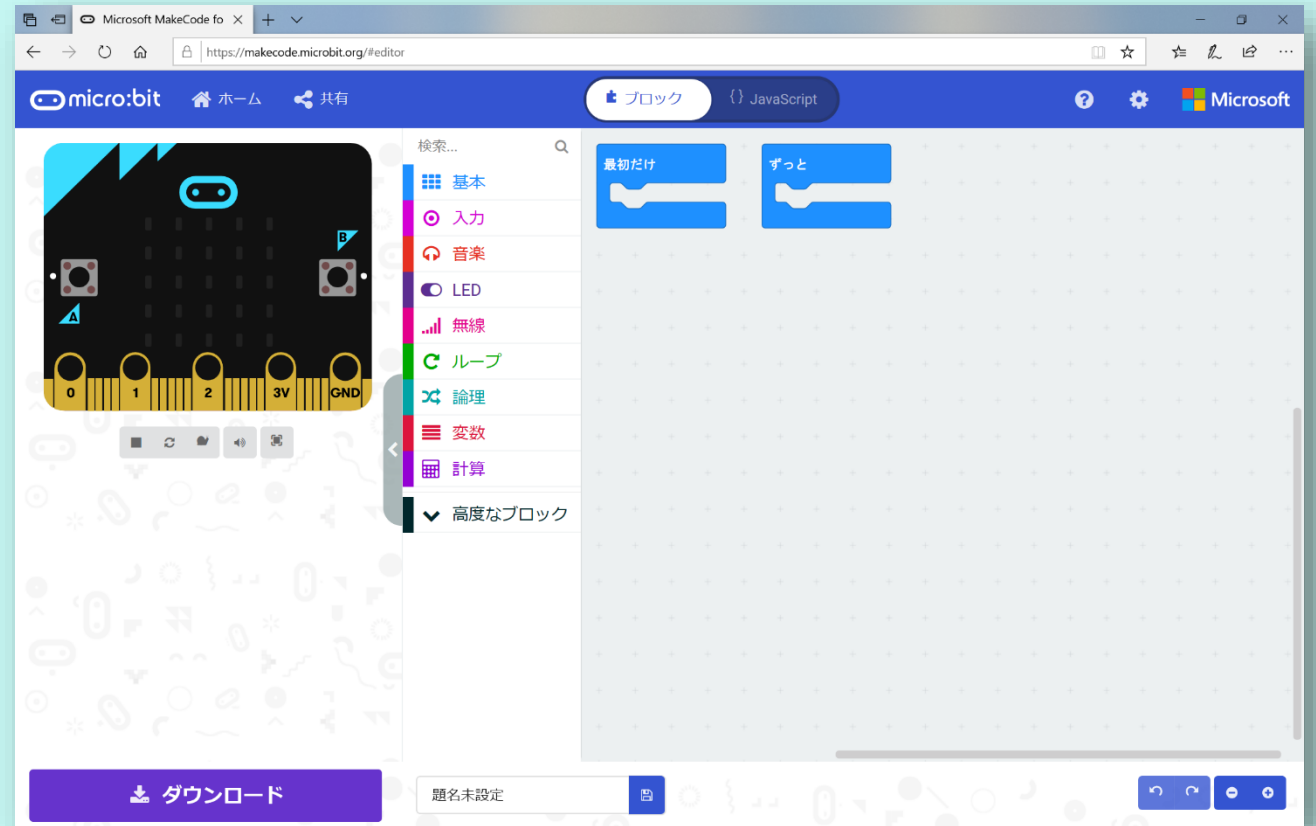 Microsoft MakeCode fo
https://makecode.microbit.org/#editor
micro:bit ホーム 共有 ブロック {} JavaScript Microsoft
検索...
基本
入力
音楽
LED
無線
ループ
論理
変数
計算
高度なブロック
最初だけ ずっと
B
A
0 1 2 3V GND
ダウンロード
題名未設定